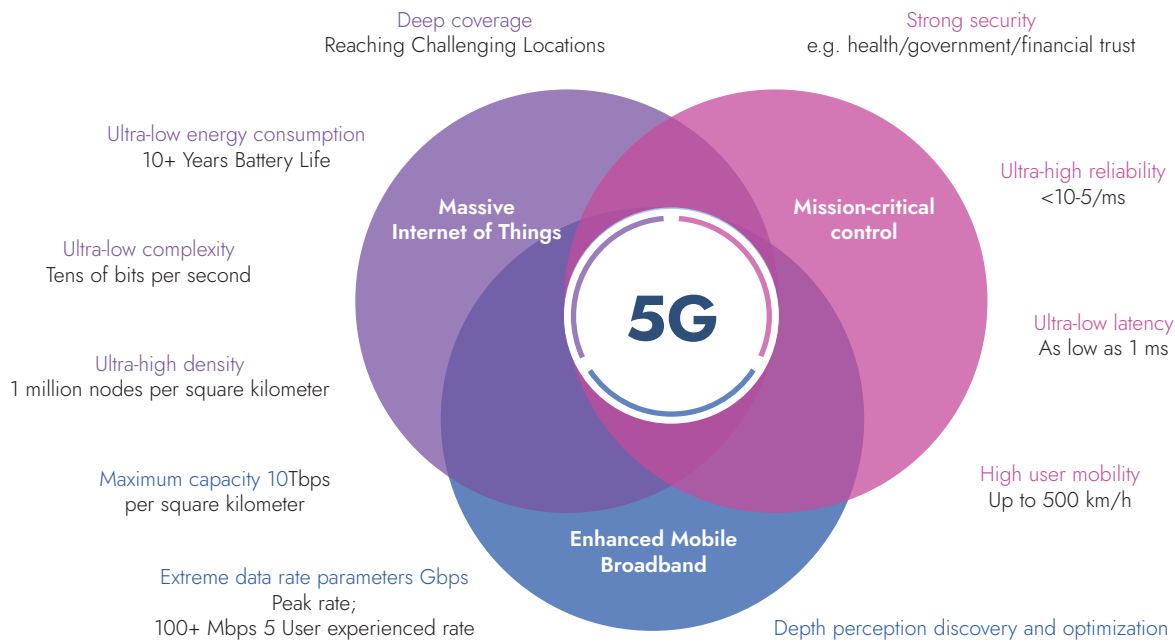 Deep coverage
Reaching Challenging Locations
Strong security
e.g. health/government/financial trust
Ultra-low energy consumption
10+ Years Battery Life
Ultra-high reliability
<10-5/ms
Massive
Internet of Things
Mission-critical
control
Ultra-low complexity
Tens of bits per second
5G
Ultra-low latency
As low as 1 ms
Ultra-high density
1 million nodes per square kilometer
Maximum capacity 10Tbps
per square kilometer
High user mobility
Up to 500 km/h
Enhanced Mobile
Broadband
Extreme data rate parameters Gbps
Peak rate;
100+ Mbps 5 User experienced rate
Depth perception discovery and optimization